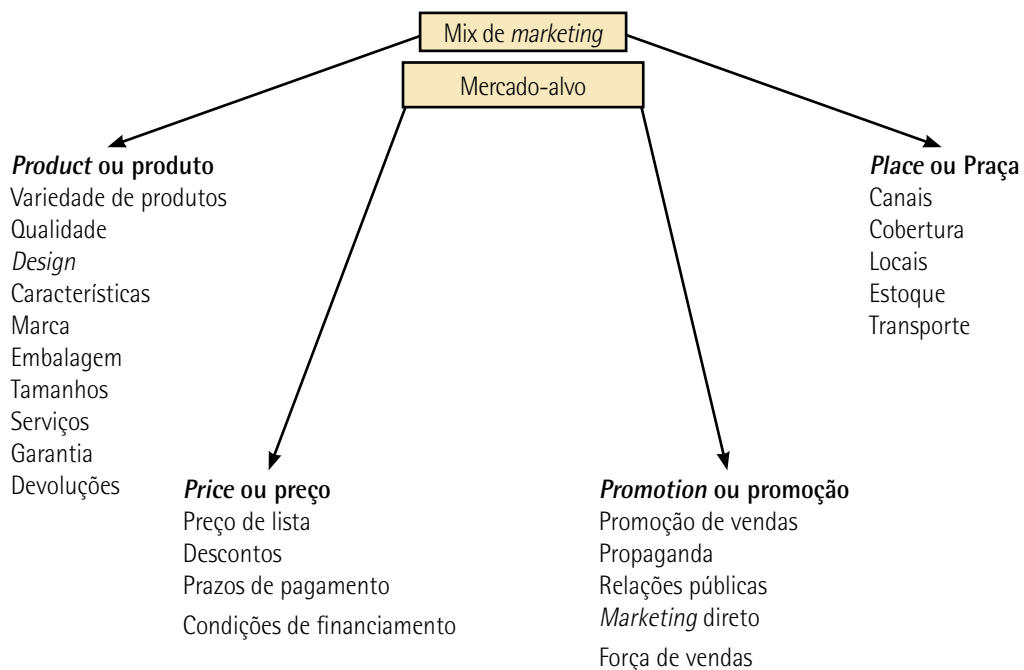 Mix de marketing
Mercado-alvo
Product ou produto
Variedade de produtos
Qualidade
Design
Características
Marca
Embalagem
Tamanhos
Serviços
Garantia
Devoluções
Price ou preço
Preço de lista
Descontos
Prazos de pagamento
Condições de financiamento
Promotion ou promoção
Promoção de vendas
Propaganda
Relações públicas
Marketing direto
Força de vendas
Place ou Praça
Canais
Cobertura
Locais
Estoque
Transporte